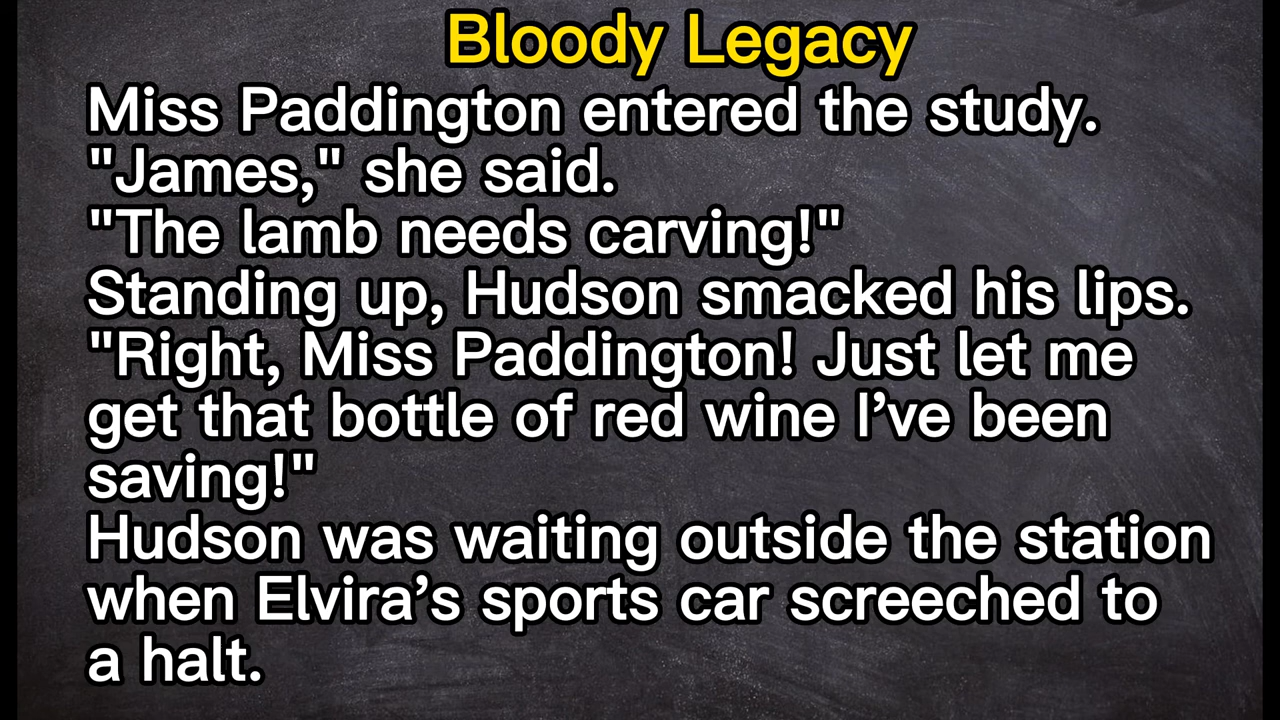 Bloody Legacy
Miss Paddington entered the study.
"James," she said.
"The lamb needs carving!"
Standing up, Hudson smacked his lips.
"Right, Miss Paddington! Just let me
get that bottle of red wine I’ve been
saving!"
Hudson was waiting outside the station
when Elvira’s sports car screeched to
a halt.